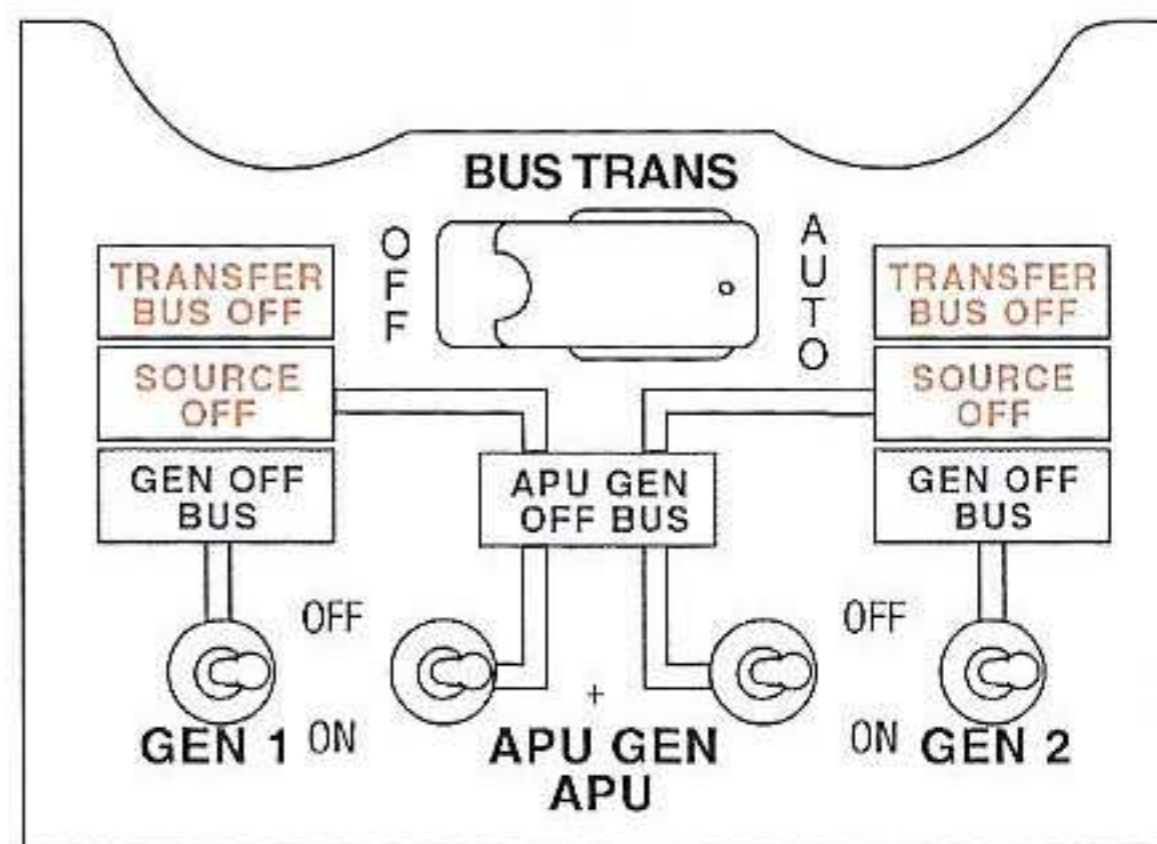 BUS TRANS
OFF
AUTO
TRANSFER
BUS OFF
SOURCE
OFF
GEN OFF
BUS
APU GEN
OFF BUS
TRANSFER
BUS OFF
SOURCE
OFF
GEN OFF
BUS
OFF
OFF
+
GEN 1
ON
APU GEN
APU
ON
GEN 2